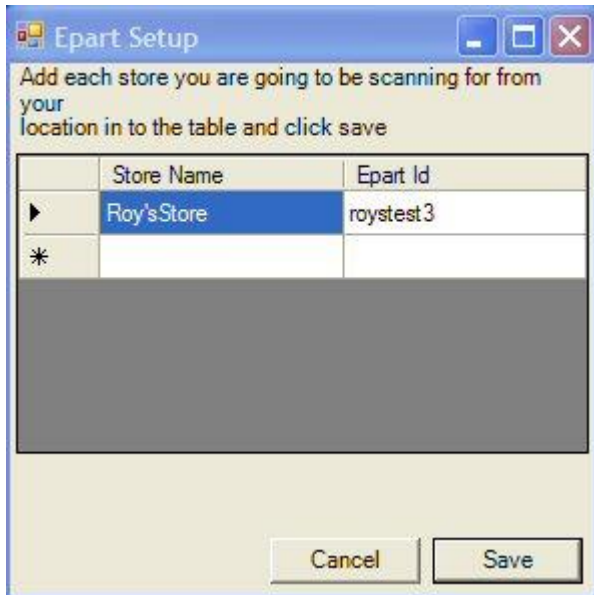 Epart Setup
Add each store you are going to be scanning for from
your
location in to the table and click save
Store Name Epart Id
Roy'sStore roystest3
Cancel Save